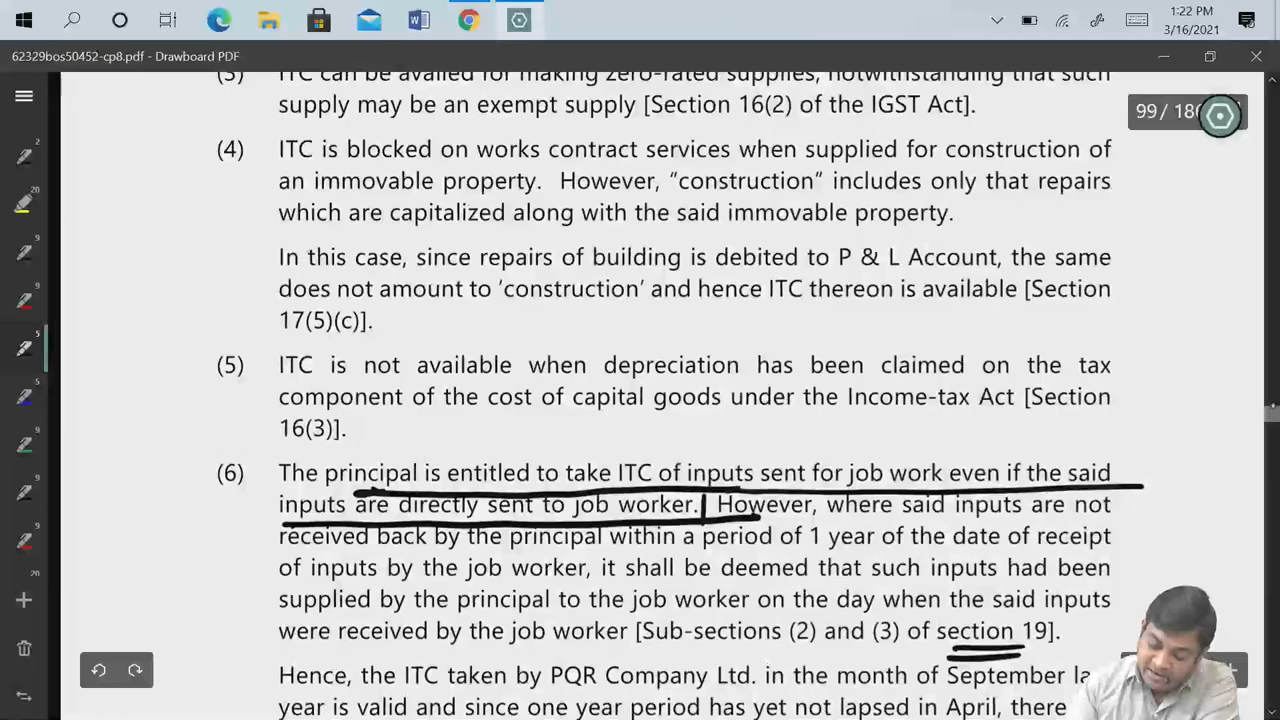 1:22 PM
3/16/2021
62329bos50452-cp8.pdf - Drawboard PDF
ITC can be availed for making zero-rated supplies, notwithstanding that such
supply may be an exempt supply [Section 16(2) of the IGST Act].
99 / 186
(4) ITC is blocked on works contract services when supplied for construction of
an immovable property. However, “construction” includes only that repairs
which are capitalized along with the said immovable property.
In this case, since repairs of building is debited to P & L Account, the same
does not amount to ‘construction’ and hence ITC thereon is available [Section
17(5)(c)].
(5) ITC is not available when depreciation has been claimed on the tax
component of the cost of capital goods under the Income-tax Act [Section
16(3)].
(6) The principal is entitled to take ITC of inputs sent for job work even if the said
inputs are directly sent to job worker. However, where said inputs are not
received back by the principal within a period of 1 year of the date of receipt
of inputs by the job worker, it shall be deemed that such inputs had been
supplied by the principal to the job worker on the day when the said inputs
were received by the job worker [Sub-sections (2) and (3) of section 19].
Hence, the ITC taken by PQR Company Ltd. in the month of September
year is valid and since one year period has yet not lapsed in April, there